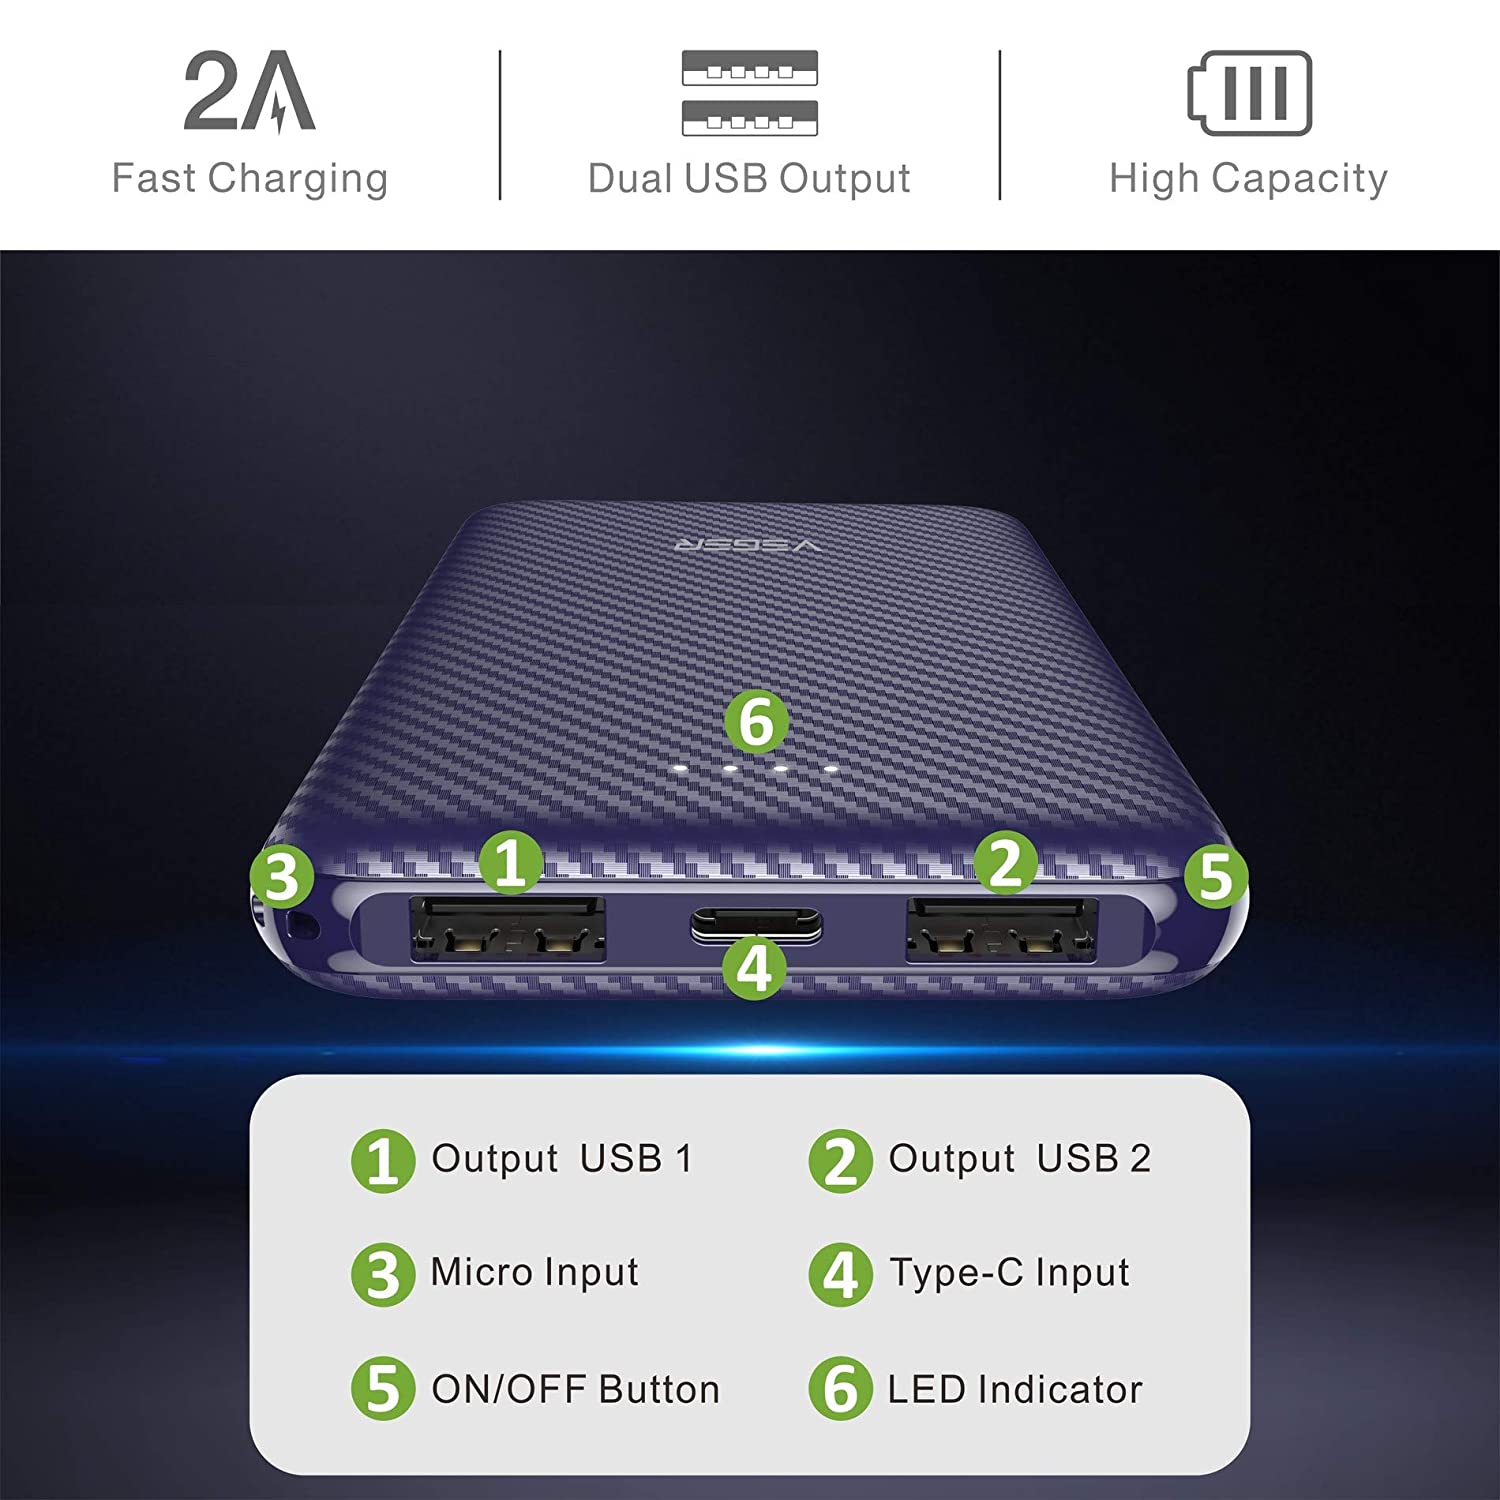 2A
Fast Charging
Dual USB Output
High Capacity
VEGER
6
3
1
2
5
4
1 Output USB 1
2 Output USB 2
3 Micro Input
4 Type-C Input
5 ON/OFF Button
6 LED Indicator